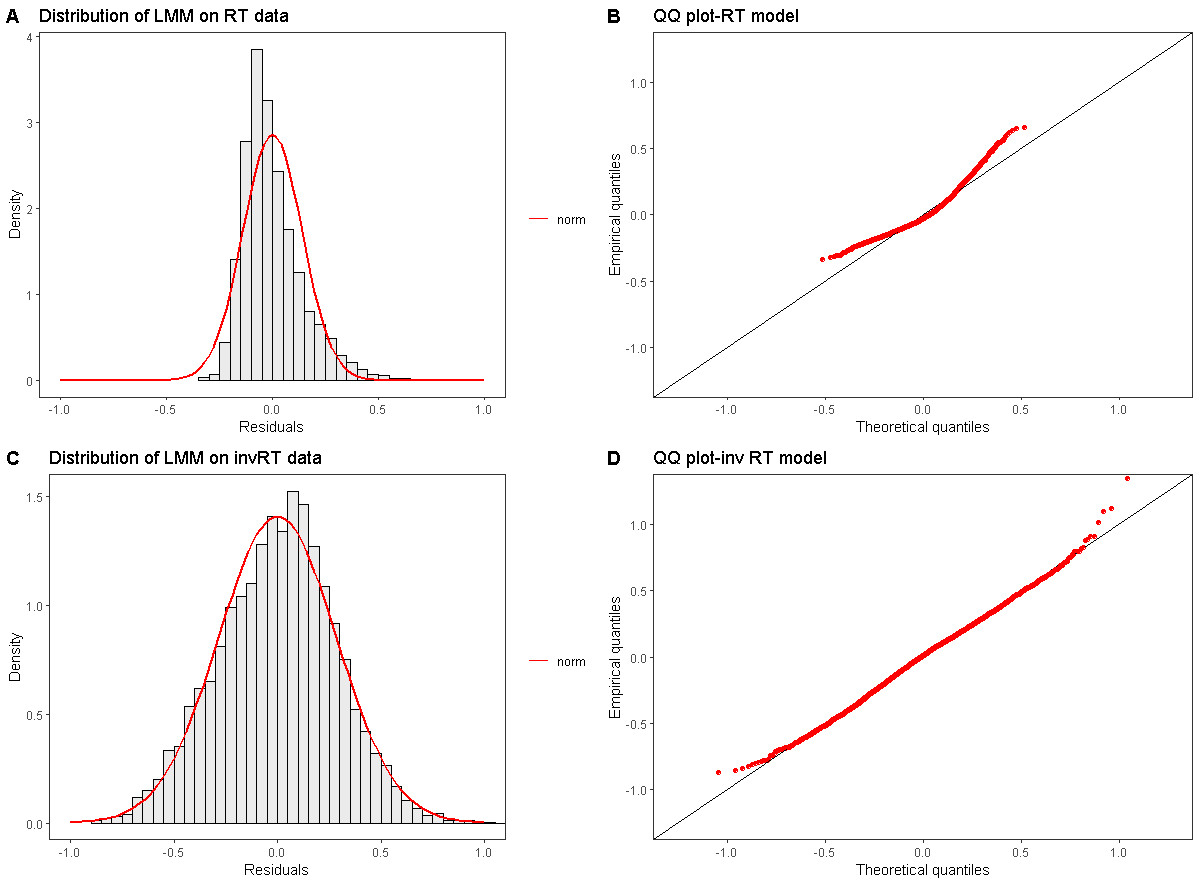 A Distribution of LMM on RT data
4
3
2
1
0
Density
-1.0 -0.5 0.0 0.5 1.0
Residuals
norm
B QQ plot-RT model
1.0
0.5
0.0
-0.5
-1.0
Empirical quantiles
-1.0 -0.5 0.0 0.5 1.0
Theoretical quantiles
C Distribution of LMM on invRT data
1.5
1.0
0.5
0.0
Density
-1.0 -0.5 0.0 0.5 1.0
Residuals
norm
D QQ plot-inv RT model
1.0
0.5
0.0
-0.5
-1.0
Empirical quantiles
-1.0 -0.5 0.0 0.5 1.0
Theoretical quantiles